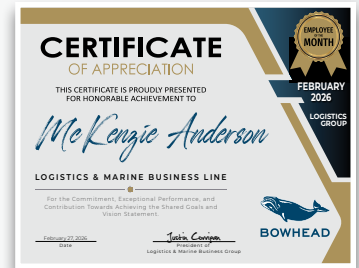 CERTIFICATE
OF APPRECIATION
THIS CERTIFICATE IS PROUDLY PRESENTED
FOR HONORABLE ACHIEVEMENT TO
McKenzie Anderson
LOGISTICS & MARINE BUSINESS LINE
For the Commitment, Exceptional Performance, and
Contribution Towards Achieving the Shared Goals and
Vision Statement.
February 27, 2026
Date
President of
Logistics & Marine Business Group
EMPLOYEE
OF THE
MONTH
FEBRUARY
2026
LOGISTICS
GROUP
BOWHEAD